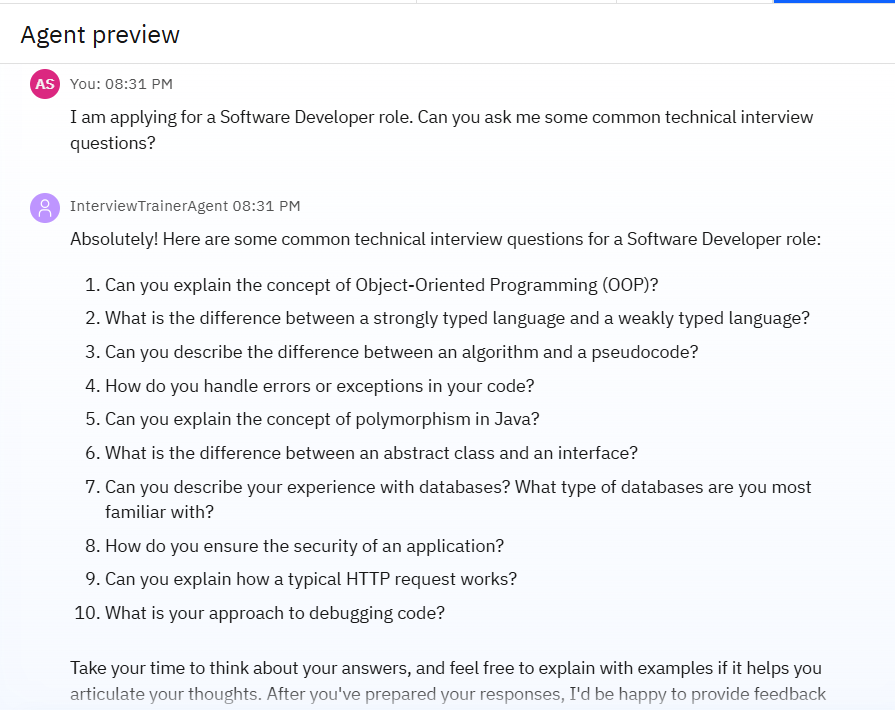 Agent preview
AS You: 08:31 PM
I am applying for a Software Developer role. Can you ask me some common technical interview
questions?
InterviewTrainerAgent 08:31 PM
Absolutely! Here are some common technical interview questions for a Software Developer role:
1. Can you explain the concept of Object-Oriented Programming (OOP)?
2. What is the difference between a strongly typed language and a weakly typed language?
3. Can you describe the difference between an algorithm and a pseudocode?
4. How do you handle errors or exceptions in your code?
5. Can you explain the concept of polymorphism in Java?
6. What is the difference between an abstract class and an interface?
7. Can you describe your experience with databases? What type of databases are you most
familiar with?
8. How do you ensure the security of an application?
9. Can you explain how a typical HTTP request works?
10. What is your approach to debugging code?
Take your time to think about your answers, and feel free to explain with examples if it helps you
articulate your thoughts. After you've prepared your responses, I'd be happy to provide feedback